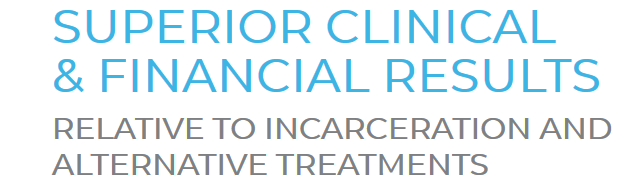 SUPERIOR CLINICAL
& FINANCIAL RESULTS
RELATIVE TO INCARCERATION AND
ALTERNATIVE TREATMENTS